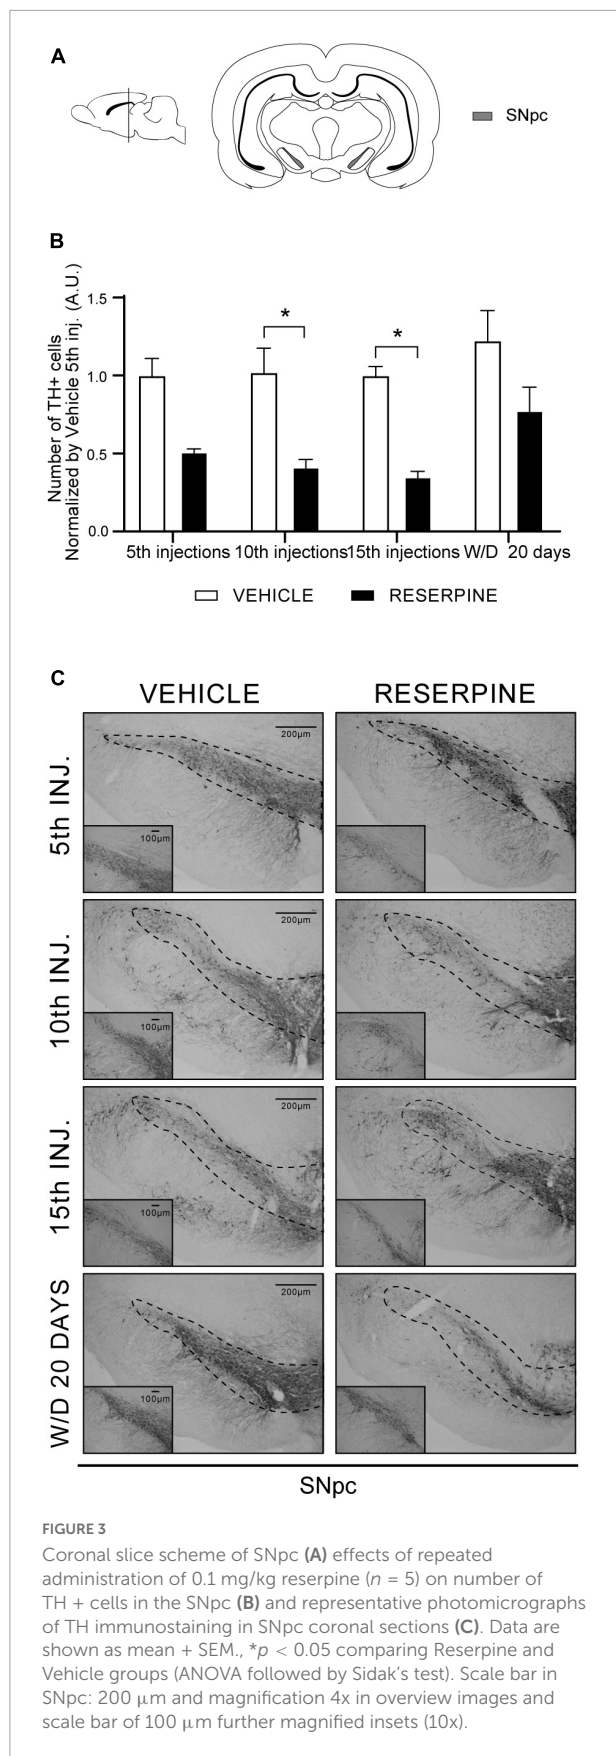 A
SNpc
B
Number of TH+ cells
Normalized by Vehicle 5th inj. (A.U.)
1.5
1.0
0.5
0.0
*
*
5th injections 10th injections15th injections W/D 20 days
VEHICLE RESERPINE
C
VEHICLE RESERPINE
5th INJ.
200µm
100µm
10th INJ.
200µm
100µm
15th INJ.
200µm
100µm
W/D 20 DAYS
200µm
100µm
SNpc
FIGURE 3
Coronal slice scheme of SNpc (A) effects of repeated
administration of 0.1 mg/kg reserpine (n = 5) on number of
TH + cells in the SNpc (B) and representative photomicrographs
of TH immunostaining in SNpc coronal sections (C). Data are
shown as mean + SEM., *p < 0.05 comparing Reserpine and
Vehicle groups (ANOVA followed by Sidak’s test). Scale bar in
SNpc: 200 µm and magnification 4x in overview images and
scale bar of 100 µm further magnified insets (10x).